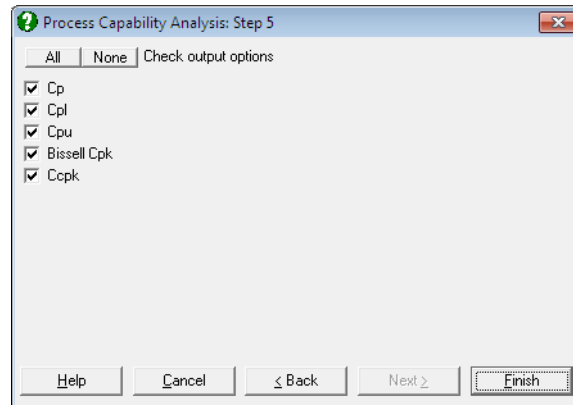 Process Capability Analysis: Step 5
All None Check output options
Cp
Cpl
Cpu
Bissell Cpk
Ccpk
Help Cancel < Back Next > Finish